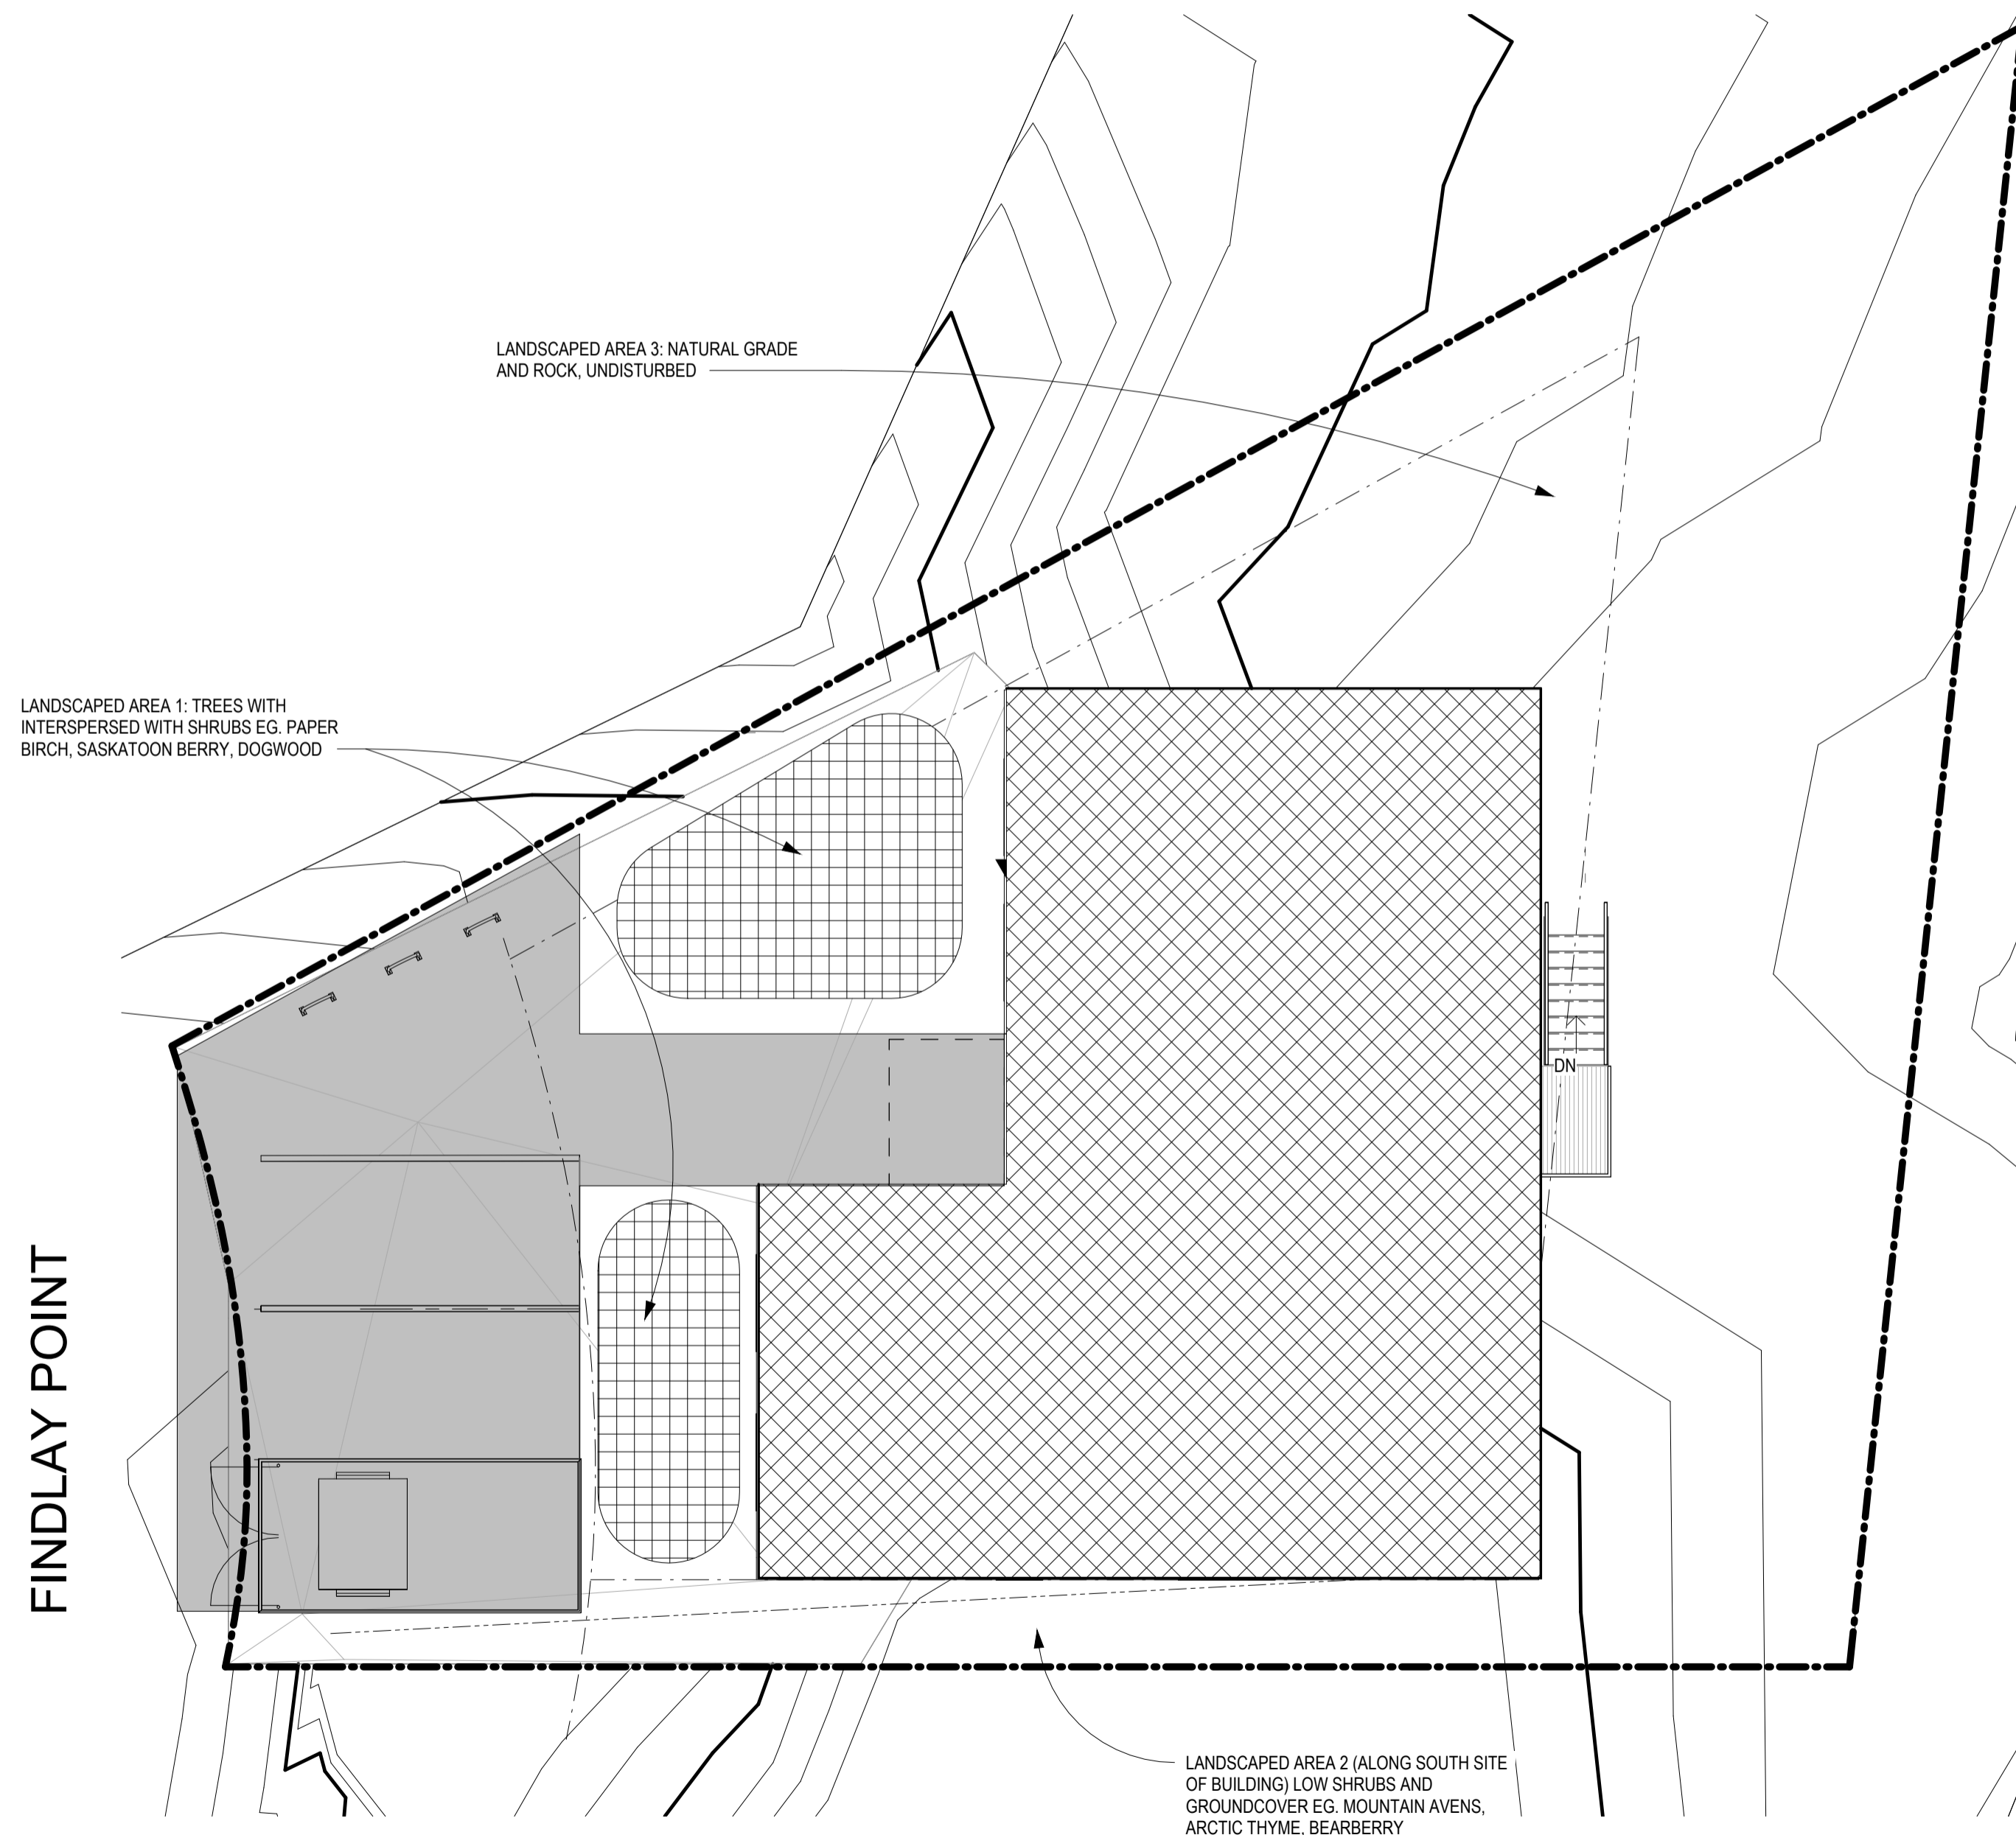 LANDSCAPED AREA 3: NATURAL GRADE
AND ROCK, UNDISTURBED
LANDSCAPED AREA 1: TREES WITH
INTERSPERSED WITH SHRUBS EG. PAPER
BIRCH, SASKATOON BERRY, DOGWOOD
DN
FINDLAY POINT
LANDSCAPED AREA 2 (ALONG SOUTH SITE
OF BUILDING) LOW SHRUBS AND
GROUNDCOVER EG. MOUNTAIN AVENS,
ARCTIC THYME, BEARBERRY